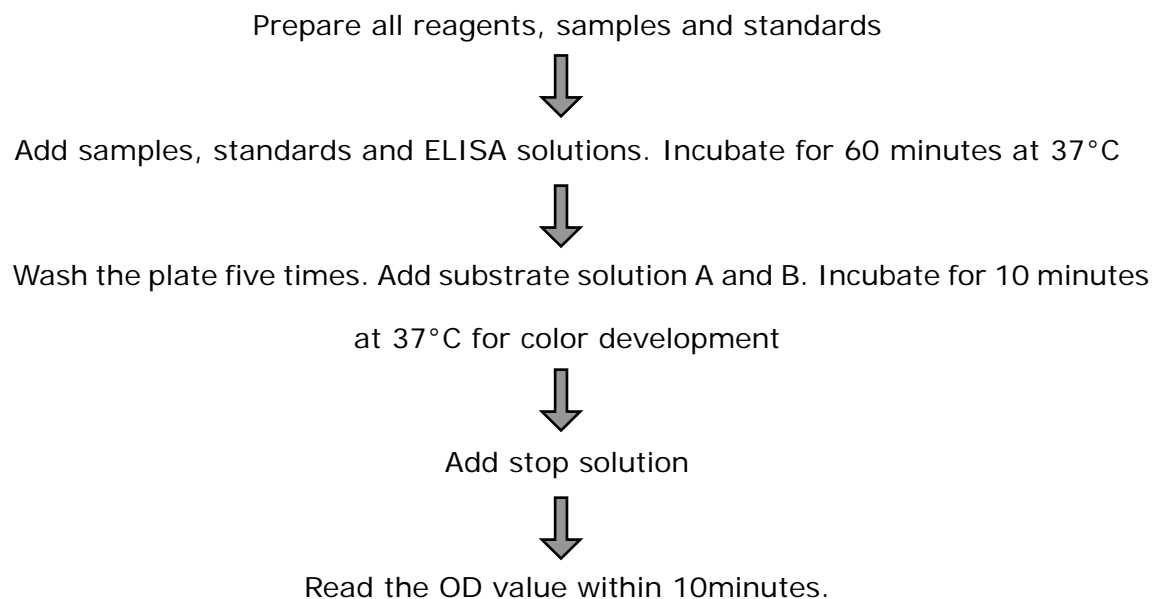 Prepare all reagents, samples and standards
Add samples, standards and ELISA solutions. Incubate for 60 minutes at 37°C
Wash the plate five times. Add substrate solution A and B. Incubate for 10 minutes
at 37°C for color development
Add stop solution
Read the OD value within 10minutes.